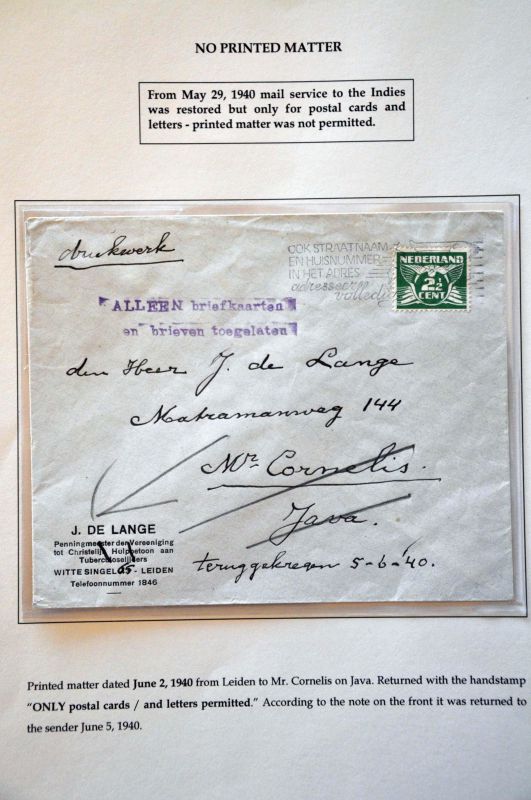 NO PRINTED MATTER
From May 29, 1940 mail service to the Indies
was restored but only for postal cards and
letters - printed matter was not permitted.
drukwerk
OOK STRAATNAAM
EN HUISNUMMER
IN HET ADRES
adresseer
volledig
NEDERLAND
2½
CENT
ALLEEN briefkaarten
en brieven toegelaten
den Heer J. de Lange
Matramanweg 144
Mr Cornelis.
Java.
teruggekregen 5-6-'40.
J. DE LANGE
Penningmeester der Vereeniging
tot Christelijk Hulpbetoon aan
Tuberculoselijders
WITTE SINGEL - LEIDEN
Telefoonnummer 1846
Printed matter dated June 2, 1940 from Leiden to Mr. Cornelis on Java. Returned with the handstamp
"ONLY postal cards / and letters permitted." According to the note on the front it was returned to
the sender June 5, 1940.